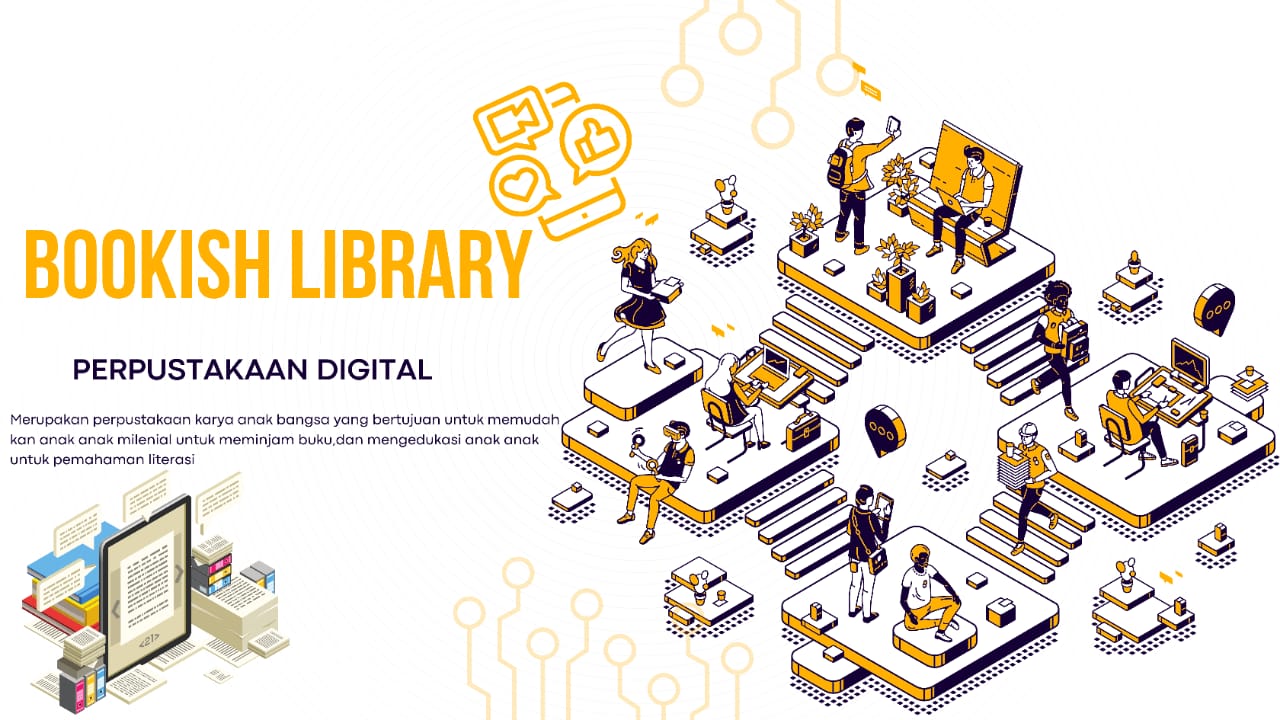 BOOKISH LIBRARY
PERPUSTAKAAN DIGITAL
Merupakan perpustakaan karya anak bangsa yang bertujuan untuk memudah
kan anak anak milenial untuk meminjam buku,dan mengedukasi anak anak
untuk pemahaman literasi
<21>